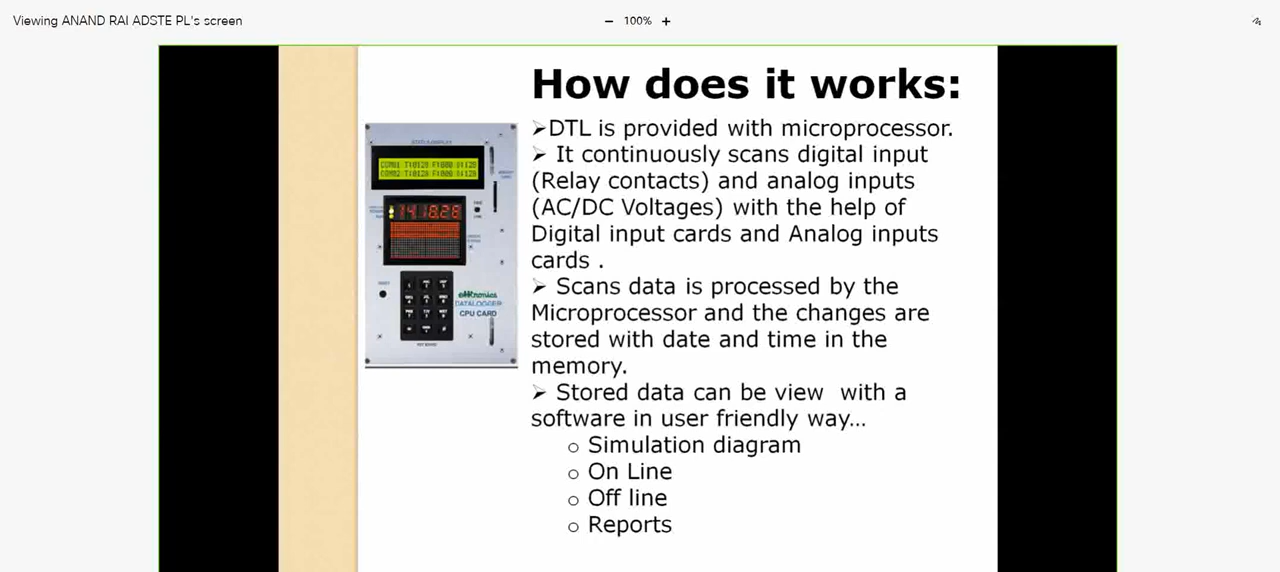 Viewing ANAND RAI ADSTE PL's screen
− 100% +
How does it works:
➢DTL is provided with microprocessor.
➢ It continuously scans digital input
(Relay contacts) and analog inputs
(AC/DC Voltages) with the help of
Digital input cards and Analog inputs
cards .
➢ Scans data is processed by the
Microprocessor and the changes are
stored with date and time in the
memory.
➢ Stored data can be view with a
software in user friendly way…
o Simulation diagram
o On Line
o Off line
o Reports
14.18.26
DATALOGGER
CPU CARD